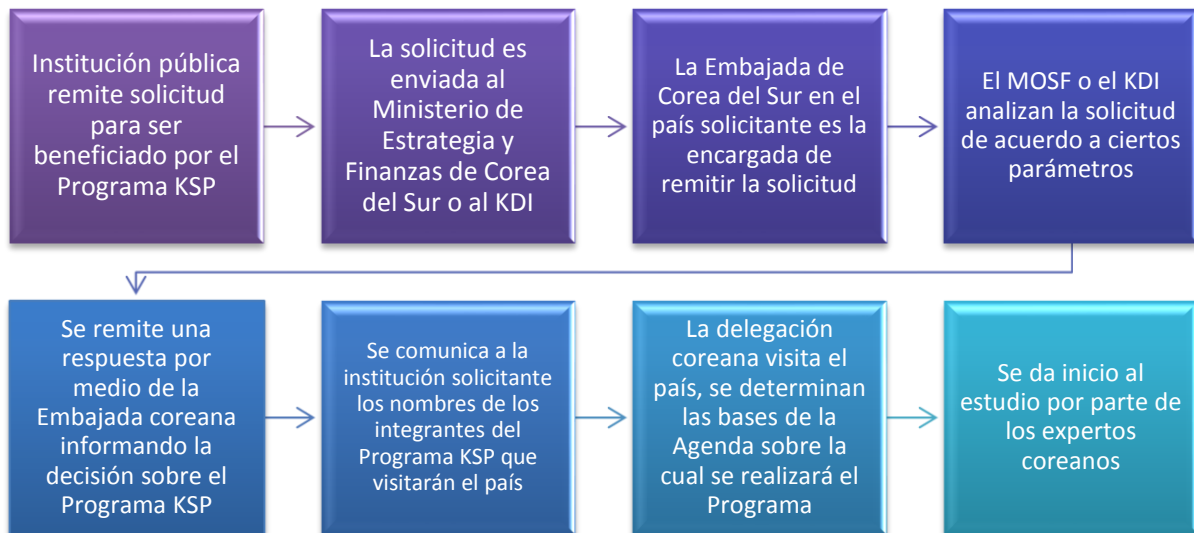 Institución pública
remite solicitud
para ser
beneficiado por el
Programa KSP
La solicitud es
enviada al
Ministerio de
Estrategia y
Finanzas de Corea
del Sur o al KDI
La Embajada de
Corea del Sur en el
país solicitante es la
encargada de
remitir la solicitud
El MOSF o el KDI
analizan la solicitud
de acuerdo a ciertos
parámetros
Se remite una
respuesta por
medio de la
Embajada coreana
informando la
decisión sobre el
Programa KSP
Se comunica a la
institución solicitante
los nombres de los
integrantes del
Programa KSP que
visitarán el país
La delegación
coreana visita el
país, se determinan
las bases de la
Agenda sobre la
cual se realizará el
Programa
Se da inicio al
estudio por parte de
los expertos
coreanos